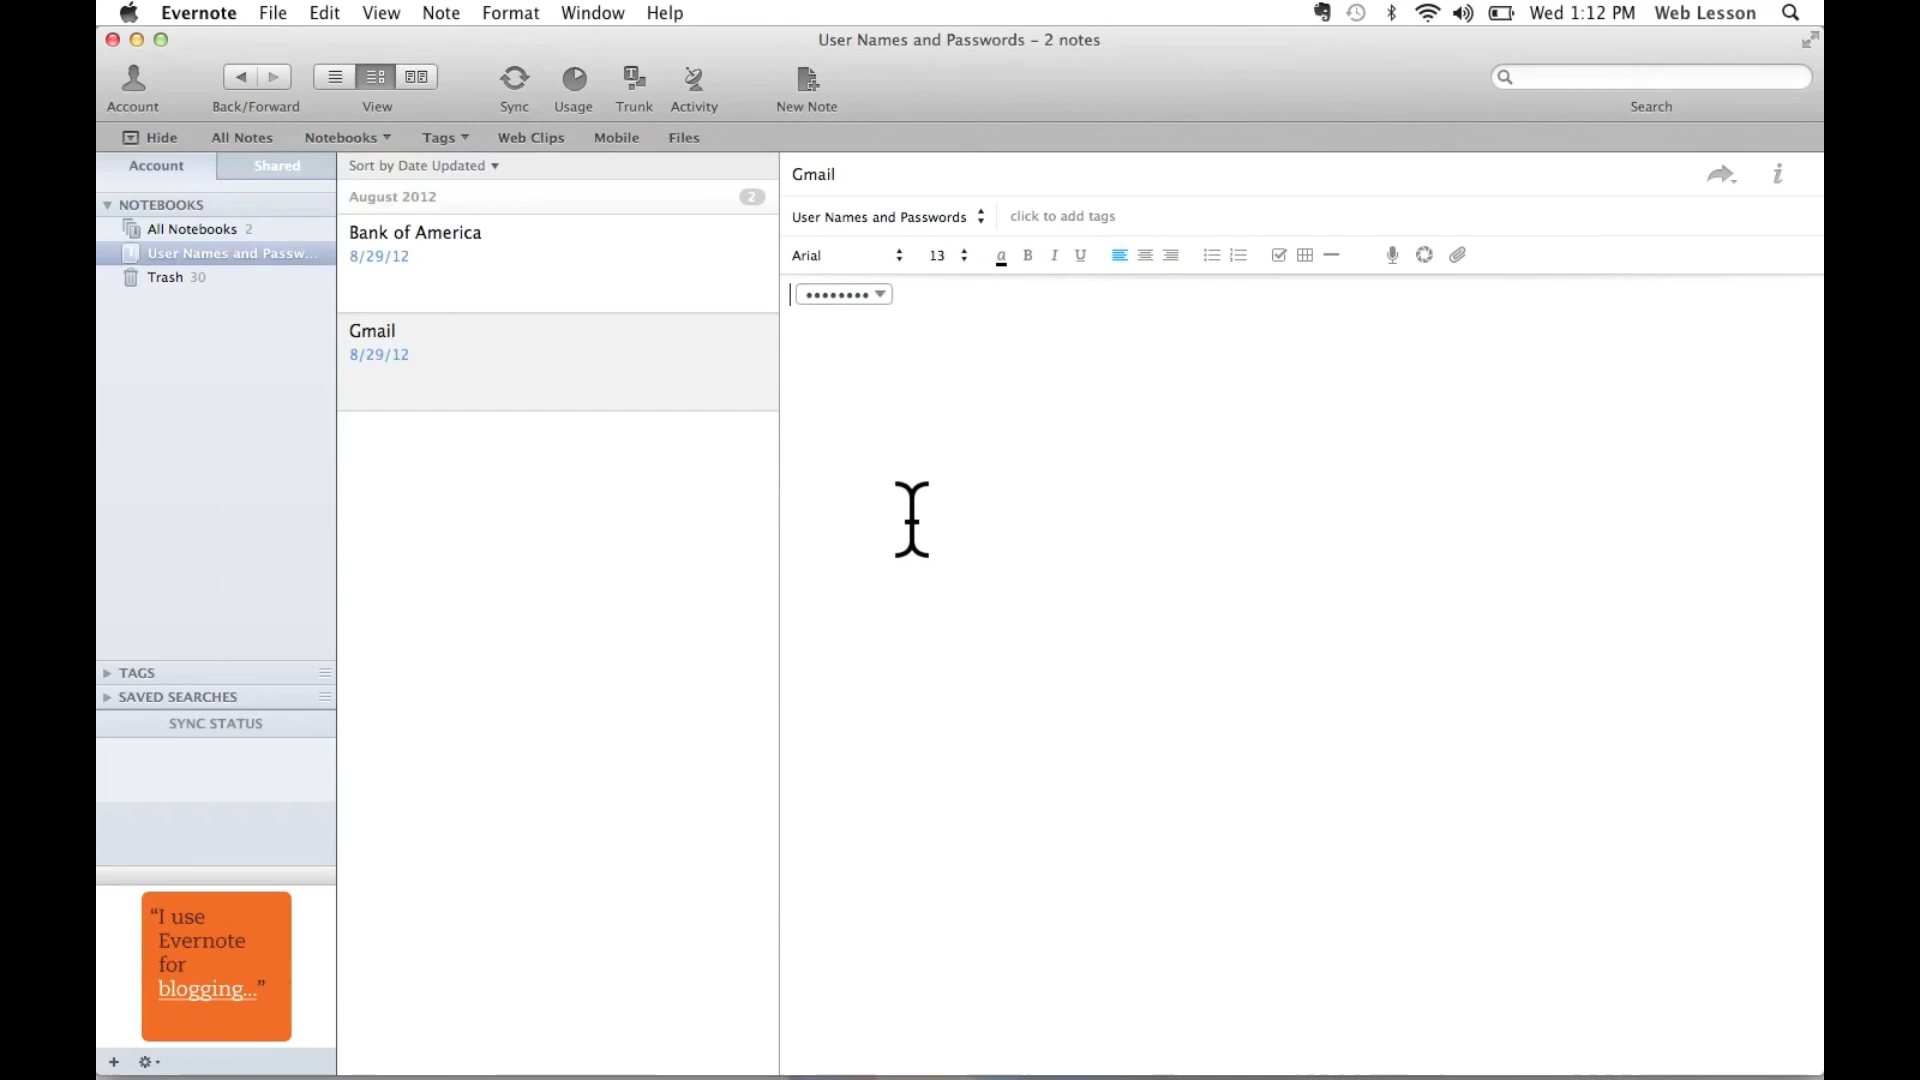 Evernote File Edit View Note Format Window Help
Wed 1:12 PM Web Lesson
User Names and Passwords – 2 notes
Account Back/Forward View Sync Usage Trunk Activity New Note Search
Hide All Notes Notebooks Tags Web Clips Mobile Files
Account Shared
NOTEBOOKS
All Notebooks 2
User Names and Passw...
Trash 30
TAGS
SAVED SEARCHES
SYNC STATUS
“I use
Evernote
for
blogging...”
Sort by Date Updated
August 2012 2
Bank of America
8/29/12
Gmail
8/29/12
Gmail
User Names and Passwords click to add tags
Arial 13 a B I U
••••••••